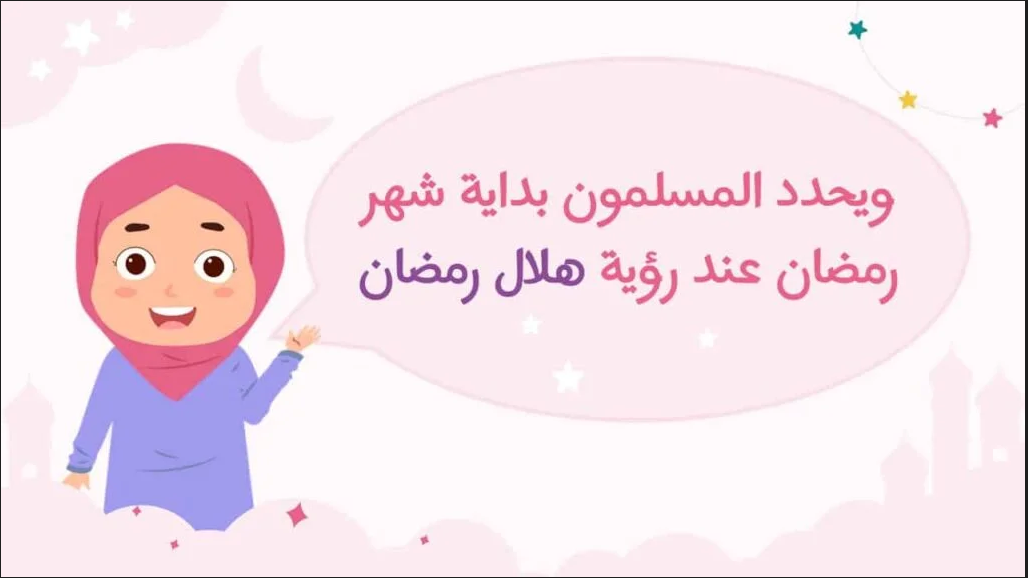 ويحدد المسلمون بداية شهر
رمضان عند رؤية هلال رمضان